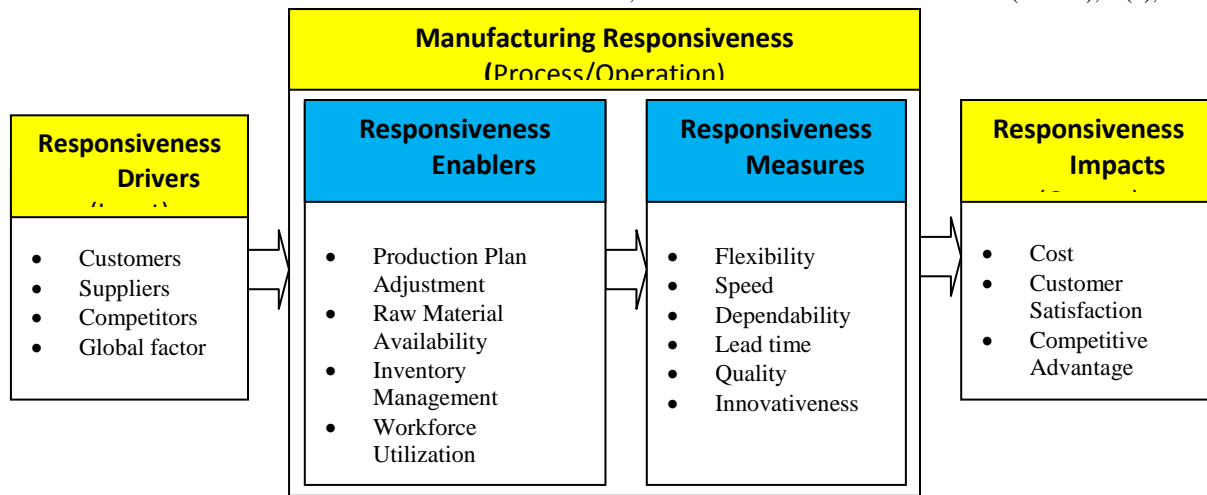 Manufacturing Responsiveness
(Process/Operation)
Responsiveness
Drivers
Customers
Suppliers
Competitors
Global factor
Responsiveness
Enablers
Production Plan
Adjustment
Raw Material
Availability
Inventory
Management
Workforce
Utilization
Responsiveness
Measures
Flexibility
Speed
Dependability
Lead time
Quality
Innovativeness
Responsiveness
Impacts
Cost
Customer
Satisfaction
Competitive
Advantage